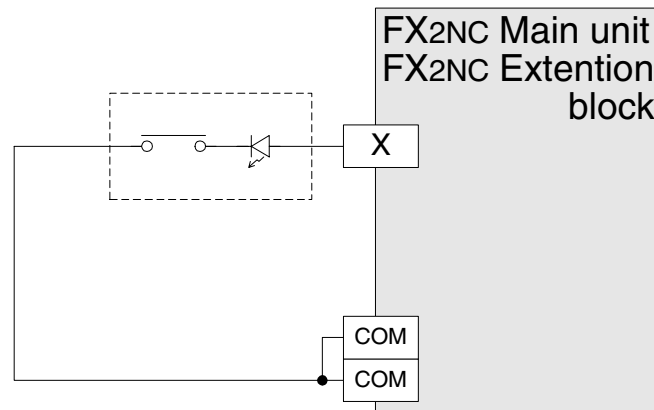 FX2NC Main unit
FX2NC Extention
block
X
COM
COM